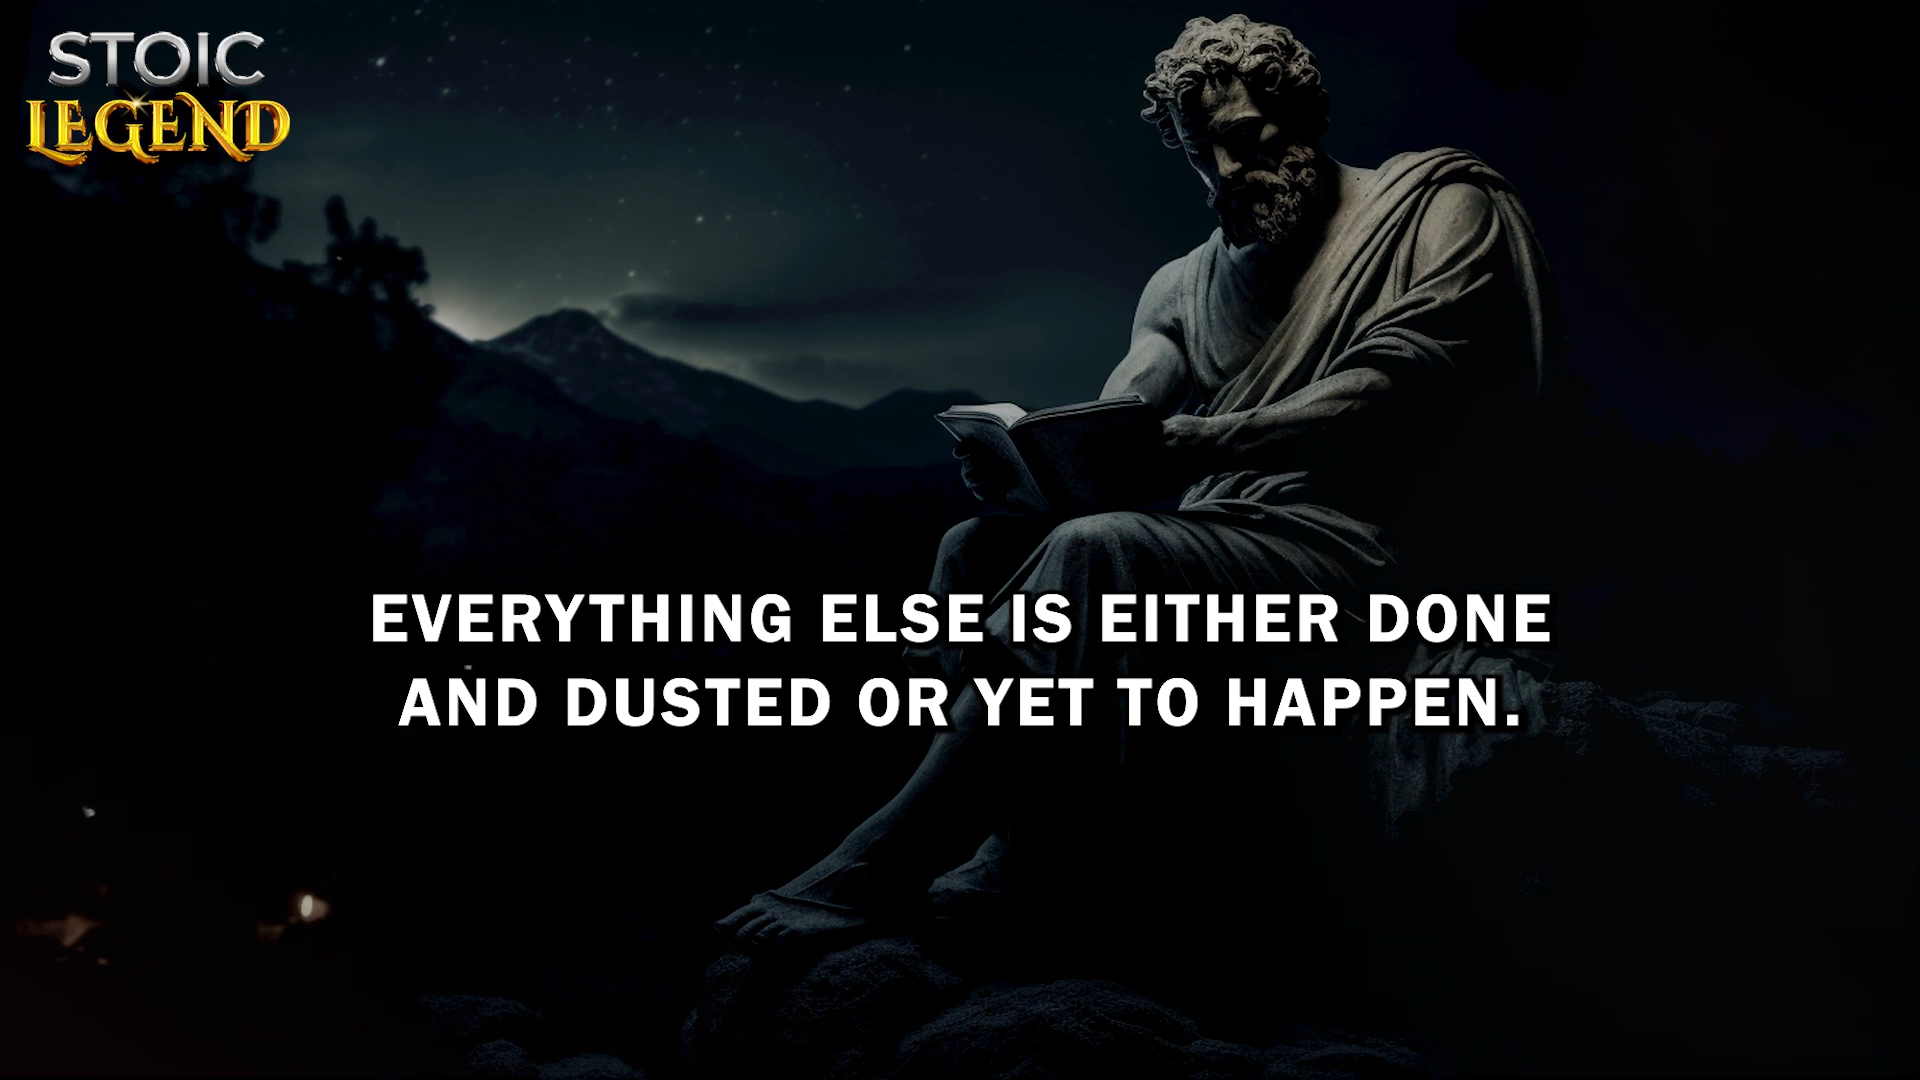 STOIC
LEGEND
EVERYTHING ELSE IS EITHER DONE
AND DUSTED OR YET TO HAPPEN.